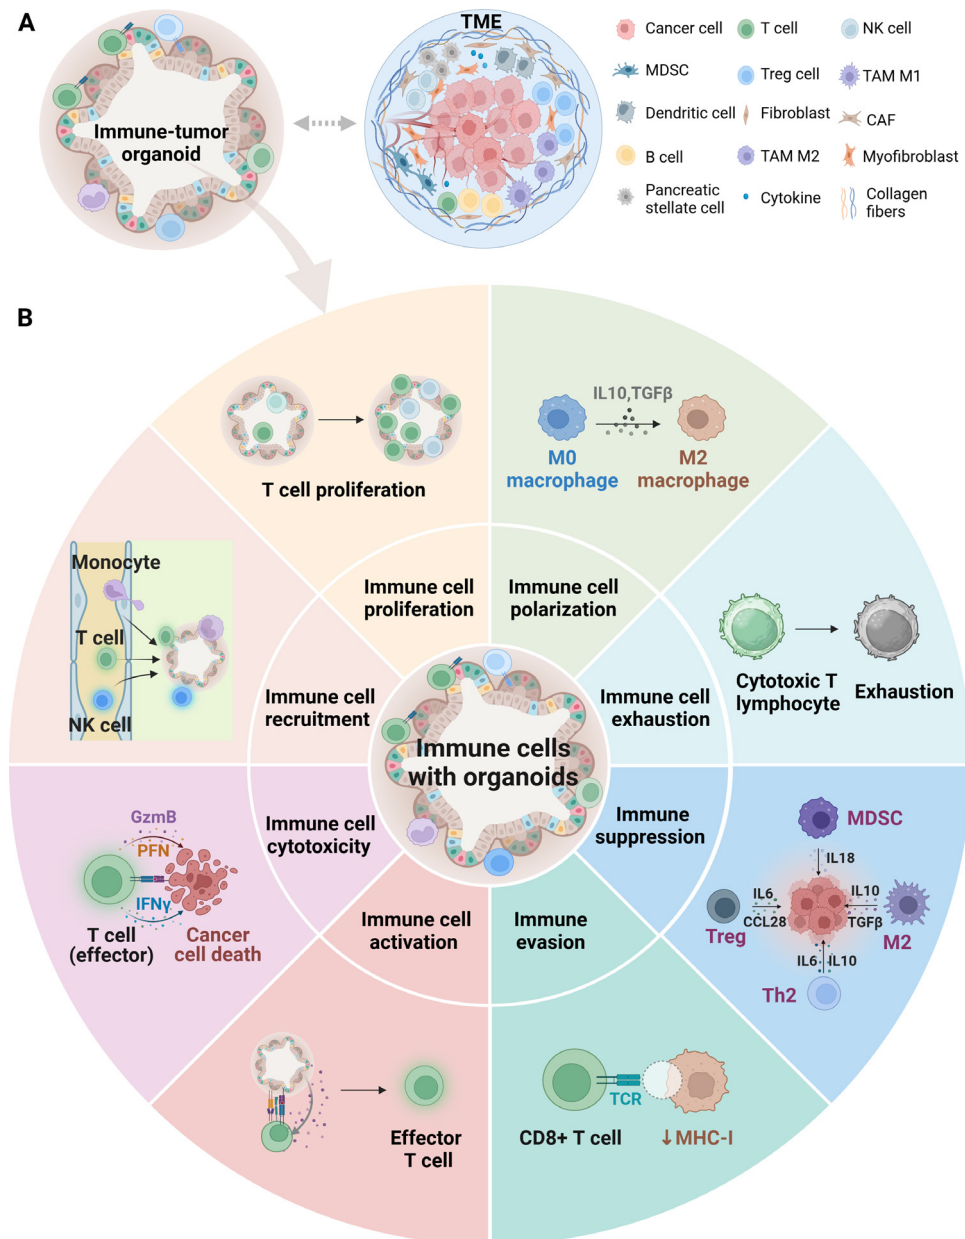 A
Immune-tumor
organoid
TME
Cancer cell
T cell
NK cell
MDSC
Treg cell
TAM M1
Dendritic cell
Fibroblast
CAF
B cell
TAM M2
Myofibroblast
Pancreatic
stellate cell
Cytokine
Collagen
fibers
B
T cell proliferation
IL10,TGFβ
M0
macrophage
M2
macrophage
Immune cell
proliferation
Immune cell
polarization
Monocyte
T cell
NK cell
Immune cell
recruitment
Immune cell
exhaustion
Cytotoxic T
lymphocyte
Exhaustion
Immune cells
with organoids
GzmB
PFN
IFNγ
T cell
(effector)
Cancer
cell death
Immune cell
cytotoxicity
Immune
suppression
MDSC
IL18
IL6
CCL28
Treg
IL10
TGFβ
M2
IL6
IL10
Th2
Immune cell
activation
Immune
evasion
Effector
T cell
TCR
CD8+ T cell
↓MHC-I